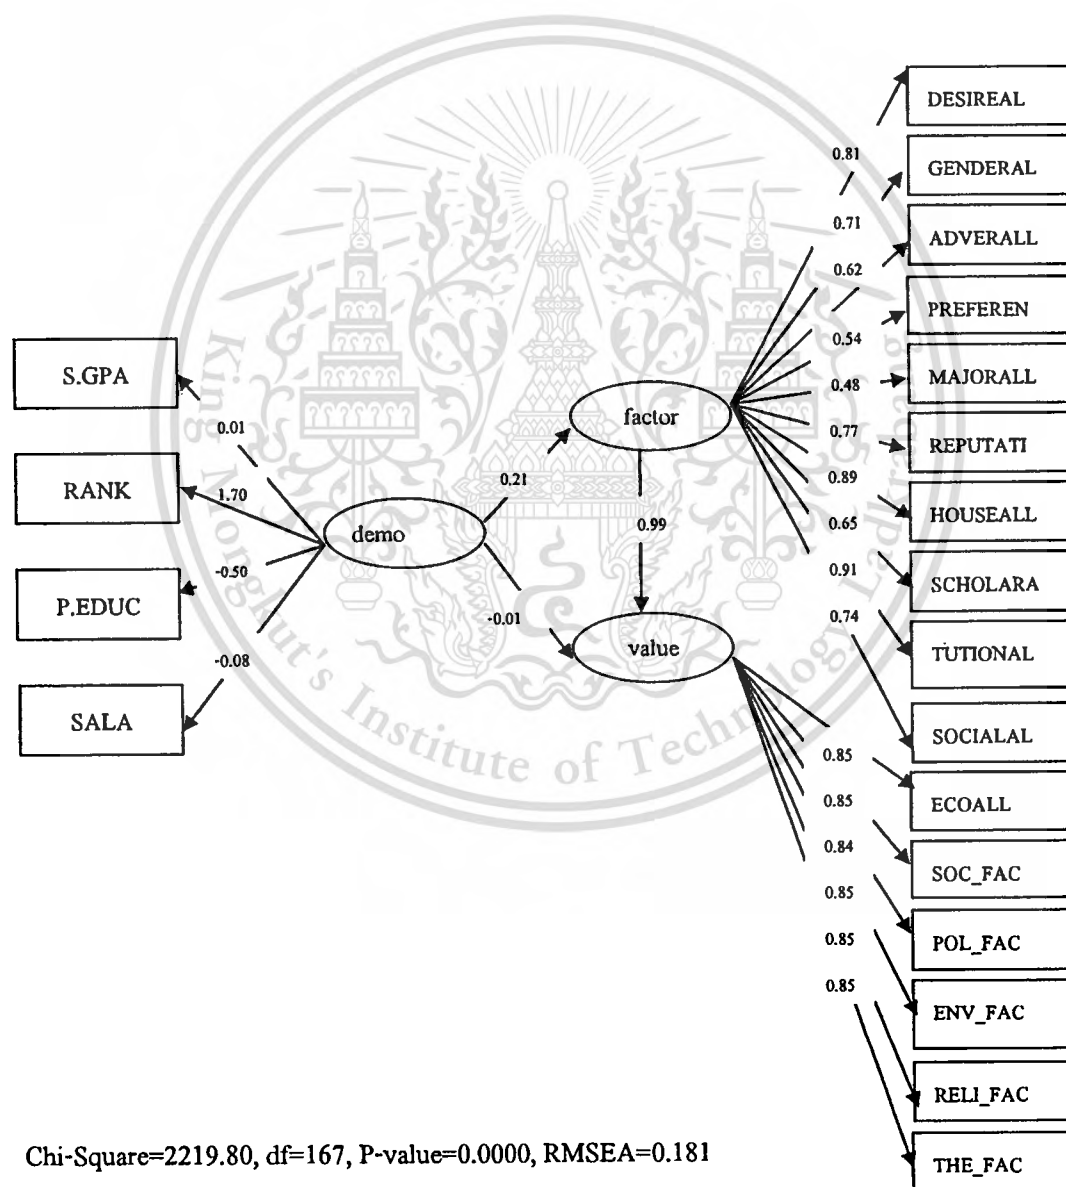 DESIREAL
0.81
GENDERAL
0.71
ADVERALL
0.62
PREFEREN
0.54
MAJORALL
0.48
REPUTATI
0.77
HOUSEALL
0.89
SCHOLARA
0.65
TUTIONAL
0.91
SOCIALAL
0.74
S.GPA
0.01
RANK
1.70
P.EDUC
-0.50
SALA
-0.08
demo
0.21
factor
0.99
-0.01
value
ECOALL
0.85
SOC_FAC
0.85
POL_FAC
0.84
ENV_FAC
0.85
RELI_FAC
0.85
THE_FAC
0.85
King Mongkut's Institute of Technology Ladkrabang
Chi-Square=2219.80, df=167, P-value=0.0000, RMSEA=0.181